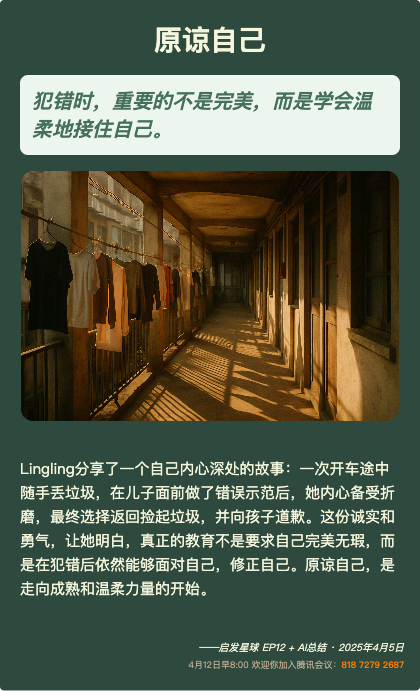 原谅自己
犯错时，重要的不是完美，而是学会温
柔地接住自己。
Lingling分享了一个自己内心深处的故事：一次开车途中
随手丢垃圾，在儿子面前做了错误示范后，她内心备受折
磨，最终选择返回捡起垃圾，并向孩子道歉。这份诚实和
勇气，让她明白，真正的教育不是要求自己完美无瑕，而
是在犯错后依然能够面对自己，修正自己。原谅自己，是
走向成熟和温柔力量的开始。
——启发星球 EP12 + AI总结 · 2025年4月5日
4月12日早8:00 欢迎你加入腾讯会议：818 7279 2687